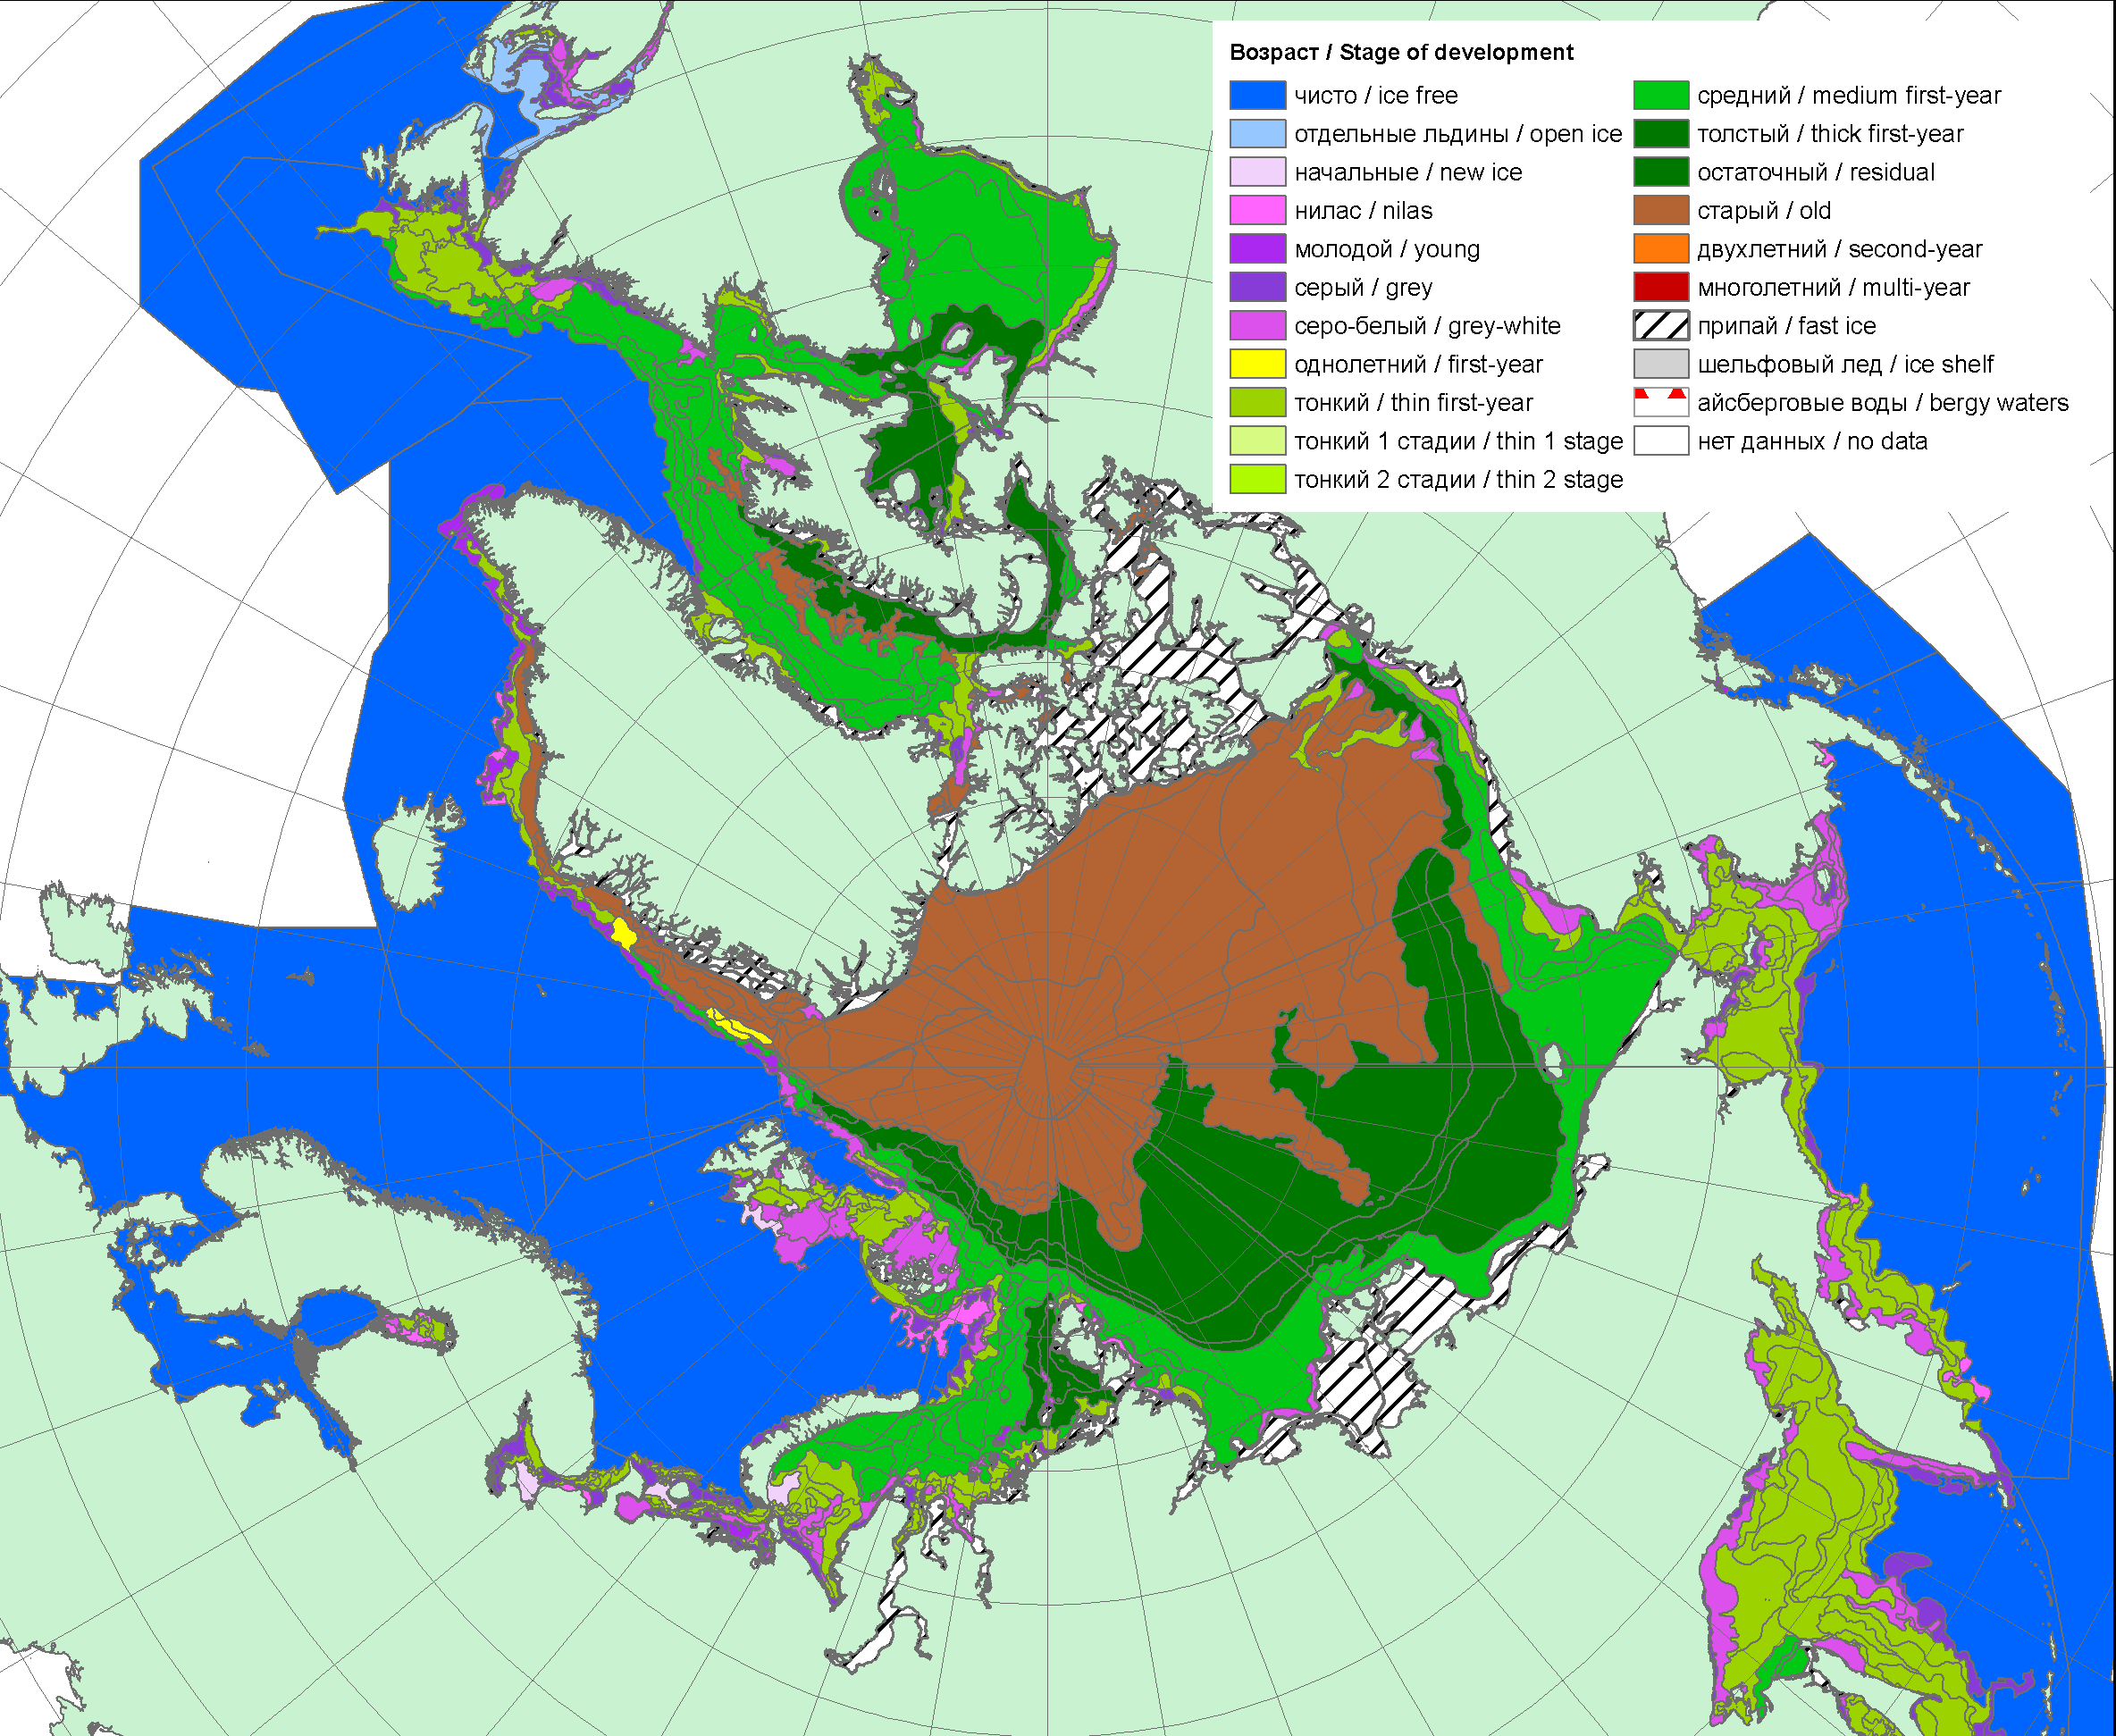 Возраст / Stage of development
чисто / ice free
отдельные льдины / open ice
начальные / new ice
нилас / nilas
молодой / young
серый / grey
серо-белый / grey-white
однолетний / first-year
тонкий / thin first-year
тонкий 1 стадии / thin 1 stage
тонкий 2 стадии / thin 2 stage
средний / medium first-year
толстый / thick first-year
остаточный / residual
старый / old
двухлетний / second-year
многолетний / multi-year
припай / fast ice
шельфовый лед / ice shelf
айсберговые воды / bergy waters
нет данных / no data